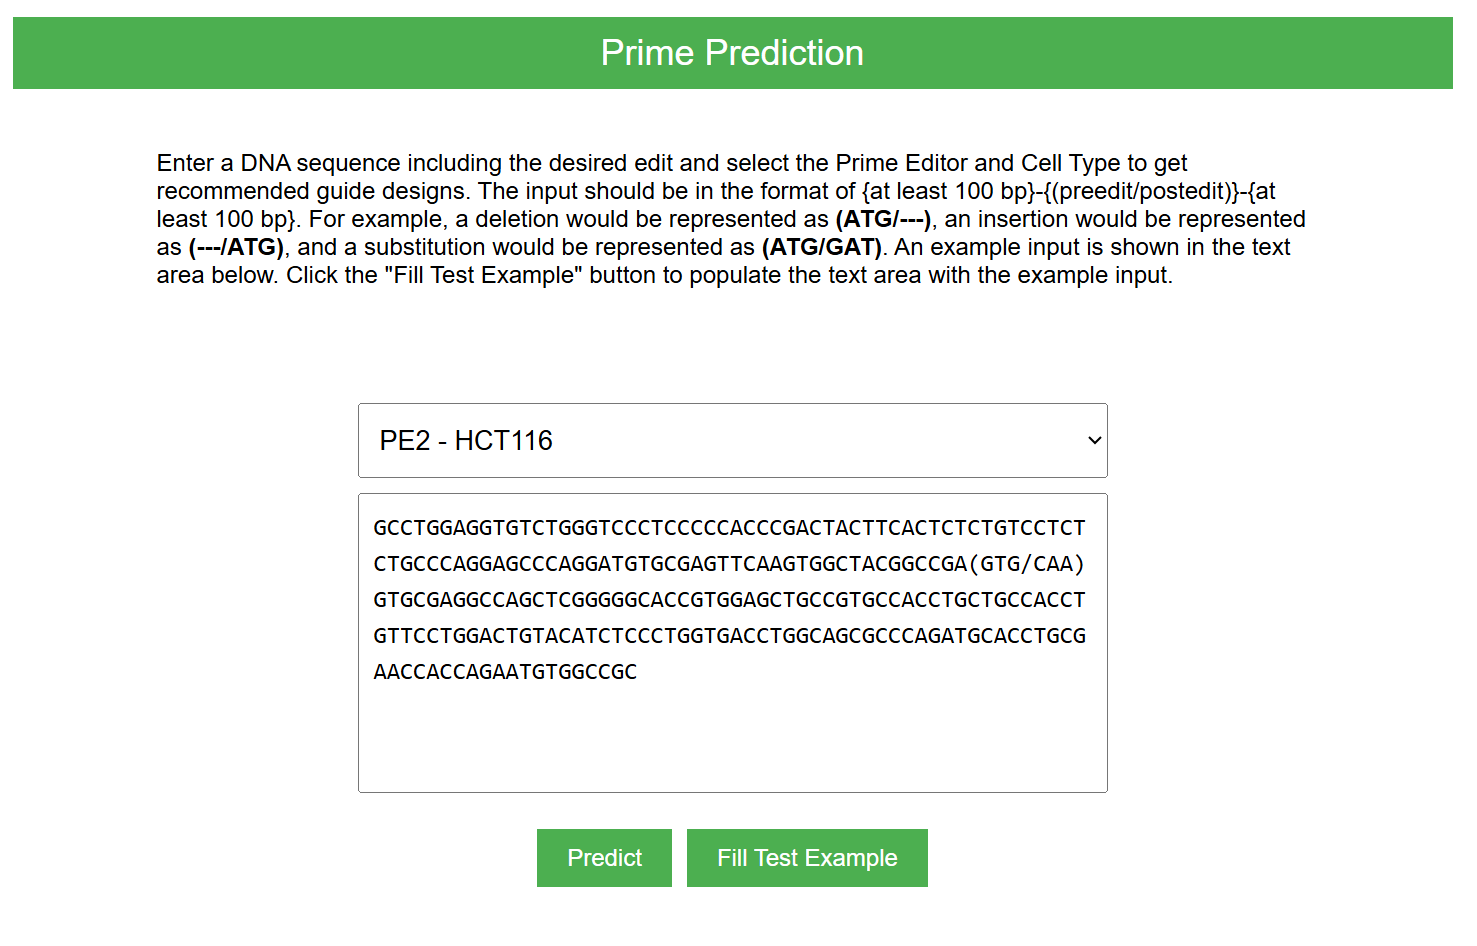 Prime Prediction
Enter a DNA sequence including the desired edit and select the Prime Editor and Cell Type to get
recommended guide designs. The input should be in the format of {at least 100 bp}-{(preedit/postedit)}-{at
least 100 bp}. For example, a deletion would be represented as (ATG/---), an insertion would be represented
as (---/ATG), and a substitution would be represented as (ATG/GAT). An example input is shown in the text
area below. Click the "Fill Test Example" button to populate the text area with the example input.
PE2 - HCT116
GCCTGGAGGTGTCTGGGTCCCTCCCCCACCCGACTACTTCACTCTCTGTCCTCT
CTGCCCAGGAGCCCAGGATGTGCGAGTTCAAGTGGCTACGGCCGA(GTG/CAA)
GTGCGAGGCCAGCTCGGGGGCACCGTGGAGCTGCCGTGCCACCTGCTGCCACCT
GTTCCTGGACTGTACATCTCCCTGGTGACCTGGCAGCGCCCAGATGCACCTGCG
AACCACCAGAATGTGGCCGC
Predict
Fill Test Example